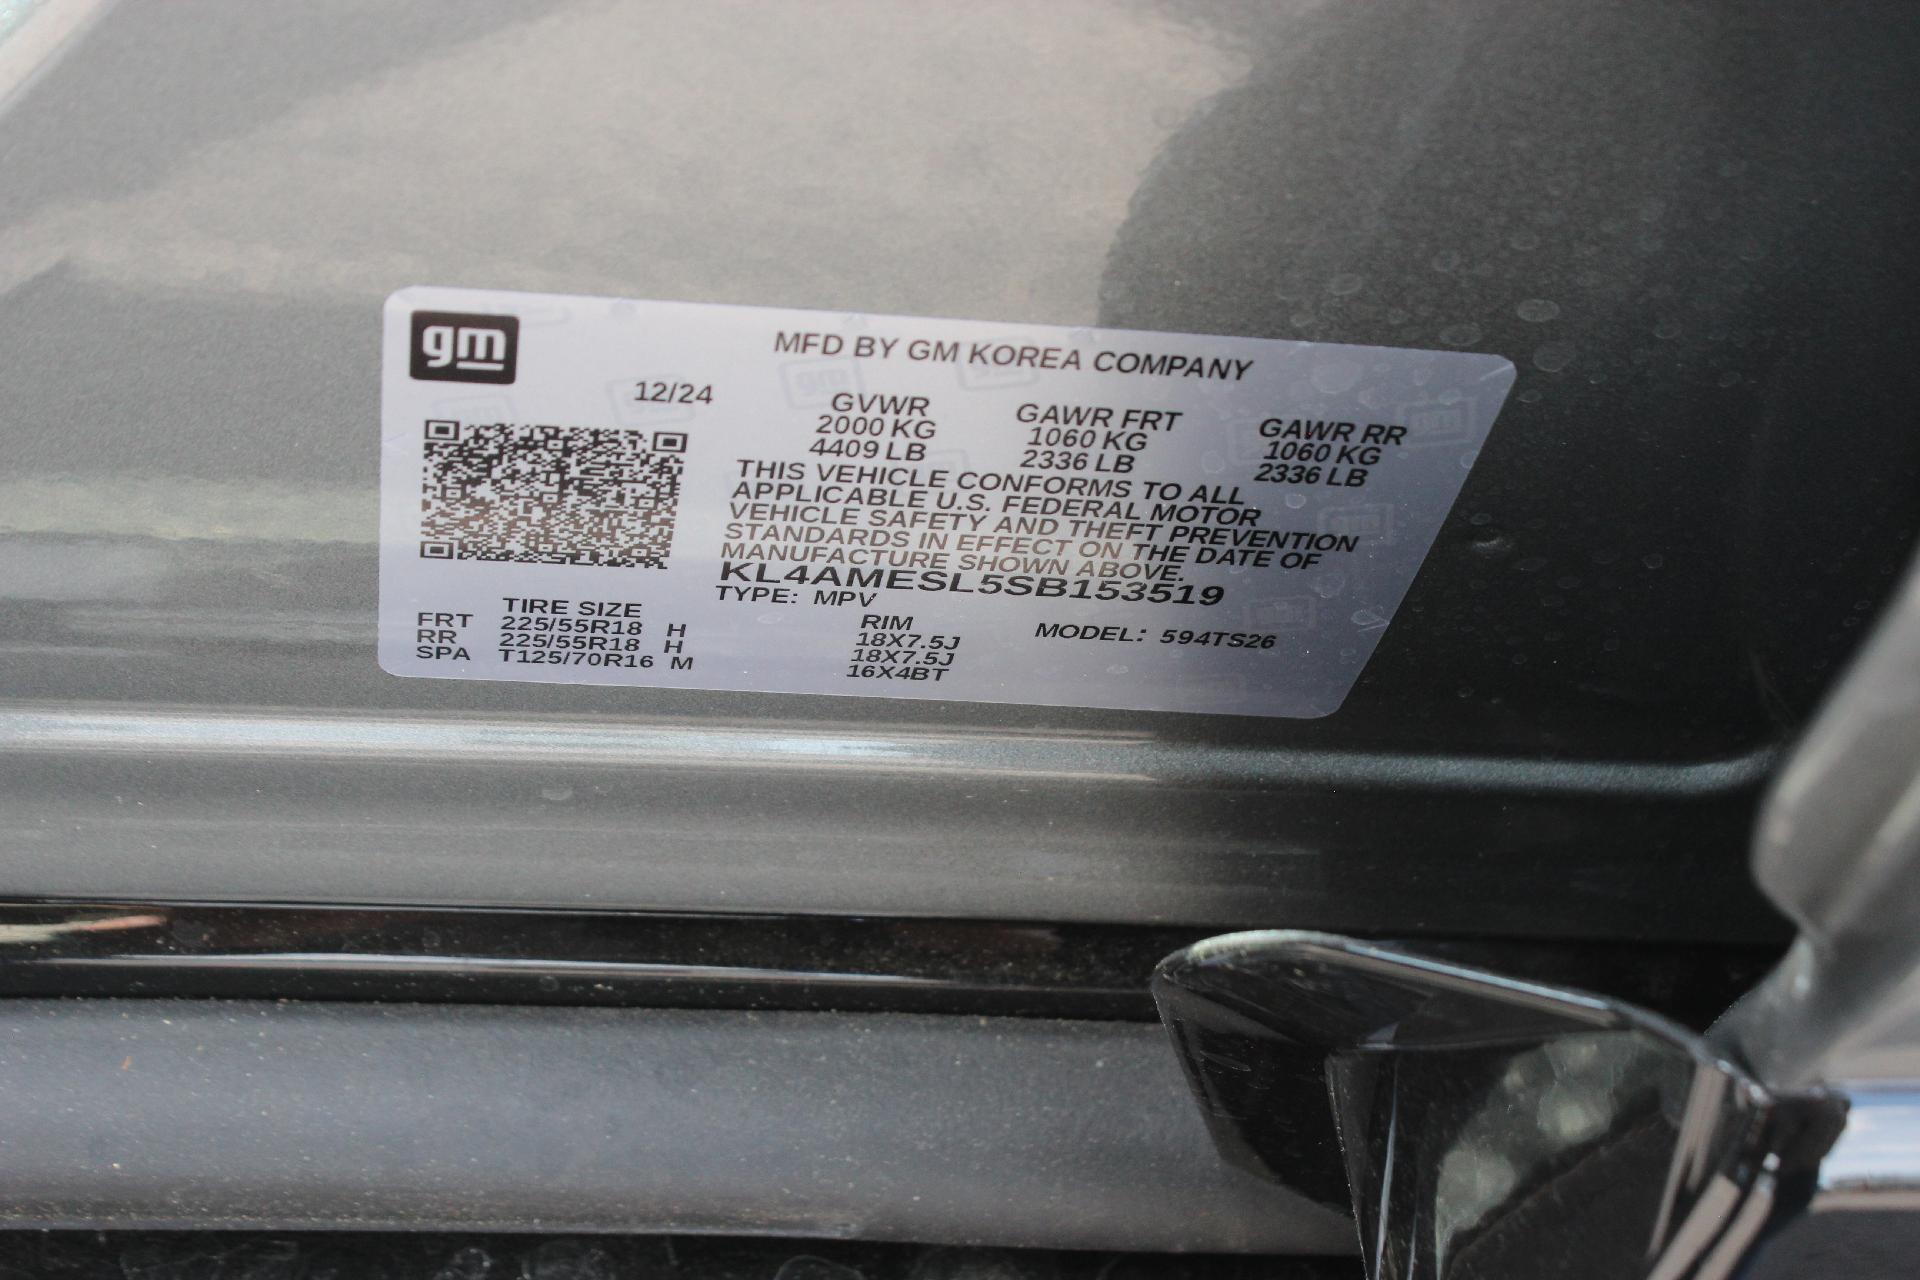 gm
MFD BY GM KOREA COMPANY
12/24
GVWR GAWR FRT GAWR RR
2000 KG 1060 KG 1060 KG
4409 LB 2336 LB 2336 LB
THIS VEHICLE CONFORMS TO ALL
APPLICABLE U.S. FEDERAL MOTOR
VEHICLE SAFETY AND THEFT PREVENTION
STANDARDS IN EFFECT ON THE DATE OF
MANUFACTURE SHOWN ABOVE.
KL4AMESL5SB153519
TYPE: MPV
TIRE SIZE RIM MODEL: 594TS26
FRT 225/55R18 H 18X7.5J
RR 225/55R18 H 18X7.5J
SPA T125/70R16 M 16X4BT